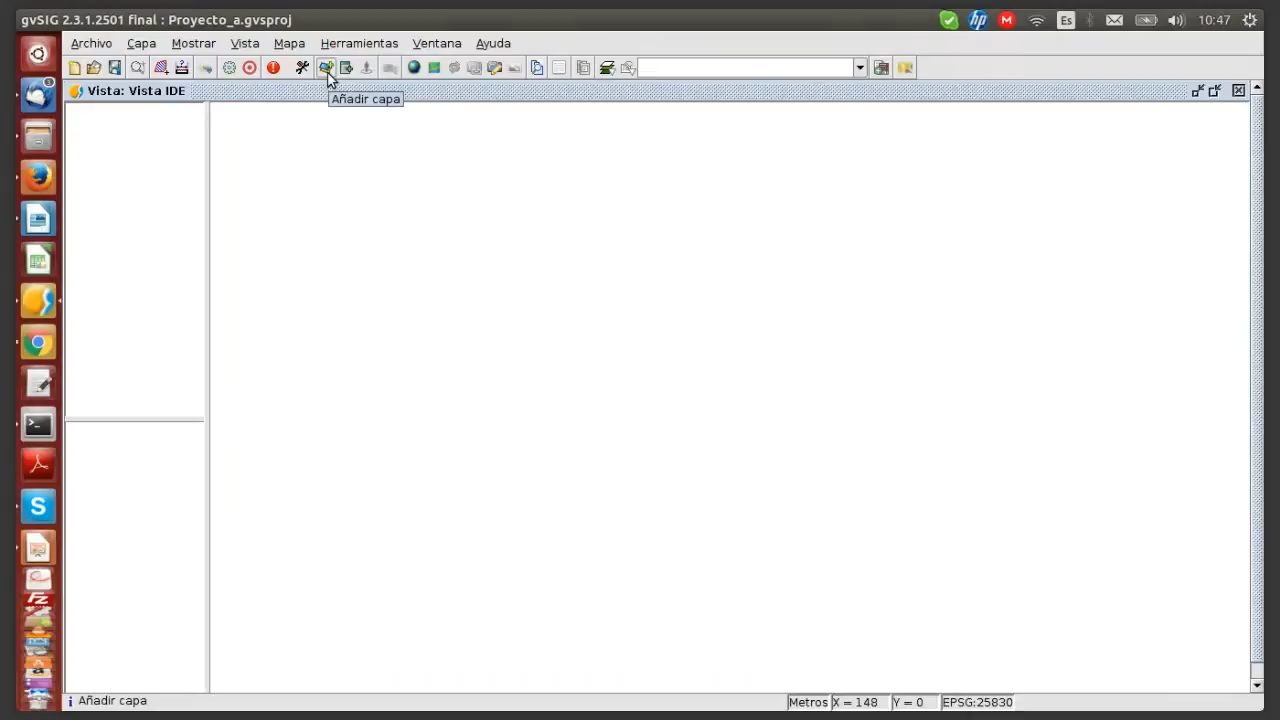 gvSIG 2.3.1.2501 final : Proyecto_a.gvsproj
Es
10:47
Archivo Capa Mostrar Vista Mapa Herramientas Ventana Ayuda
Añadir capa
Vista: Vista IDE
Añadir capa
Metros X = 148 Y = 0 EPSG:25830